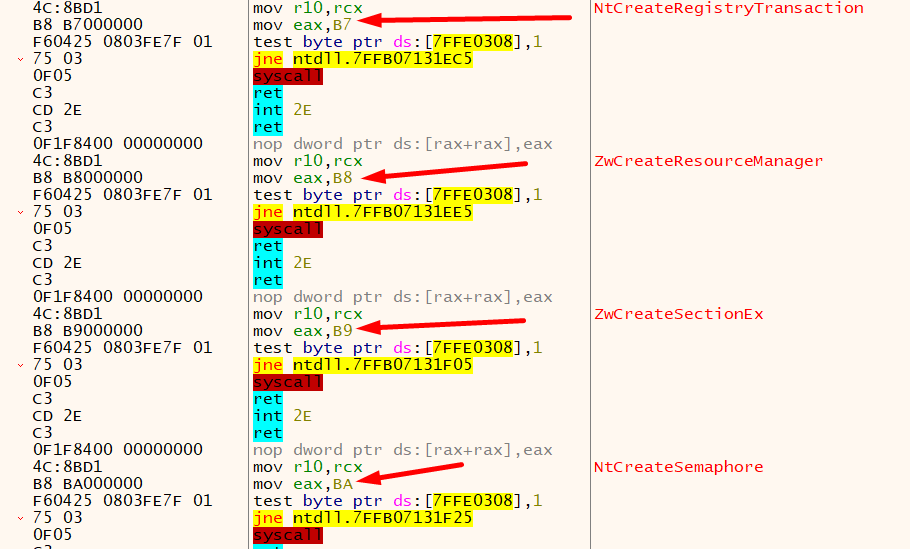 4C:8BD1 mov r10,rcx NtCreateRegistryTransaction
B8 B7000000 mov eax,B7
F60425 0803FE7F 01 test byte ptr ds:[7FFE0308],1
75 03 jne ntdll.7FFB07131EC5
0F05 syscall
C3 ret
CD 2E int 2E
C3 ret
0F1F8400 00000000 nop dword ptr ds:[rax+rax],eax
4C:8BD1 mov r10,rcx ZwCreateResourceManager
B8 B8000000 mov eax,B8
F60425 0803FE7F 01 test byte ptr ds:[7FFE0308],1
75 03 jne ntdll.7FFB07131EE5
0F05 syscall
C3 ret
CD 2E int 2E
C3 ret
0F1F8400 00000000 nop dword ptr ds:[rax+rax],eax
4C:8BD1 mov r10,rcx ZwCreateSectionEx
B8 B9000000 mov eax,B9
F60425 0803FE7F 01 test byte ptr ds:[7FFE0308],1
75 03 jne ntdll.7FFB07131F05
0F05 syscall
C3 ret
CD 2E int 2E
C3 ret
0F1F8400 00000000 nop dword ptr ds:[rax+rax],eax
4C:8BD1 mov r10,rcx NtCreateSemaphore
B8 BA000000 mov eax,BA
F60425 0803FE7F 01 test byte ptr ds:[7FFE0308],1
75 03 jne ntdll.7FFB07131F25
0F05 syscall